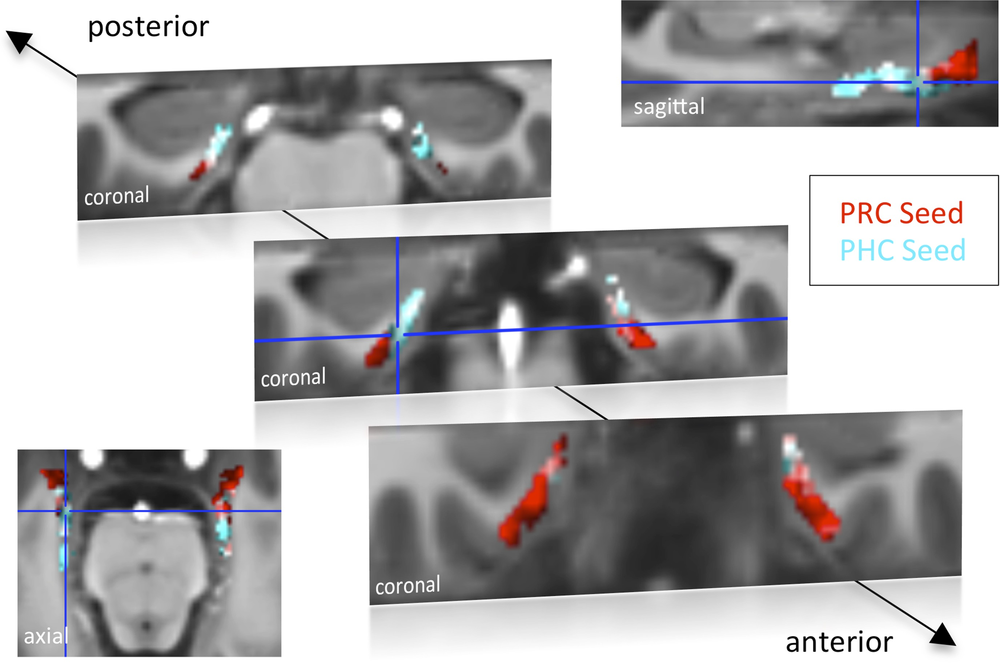 posterior
sagittal
coronal
PRC Seed
PHC Seed
coronal
coronal
axial
anterior